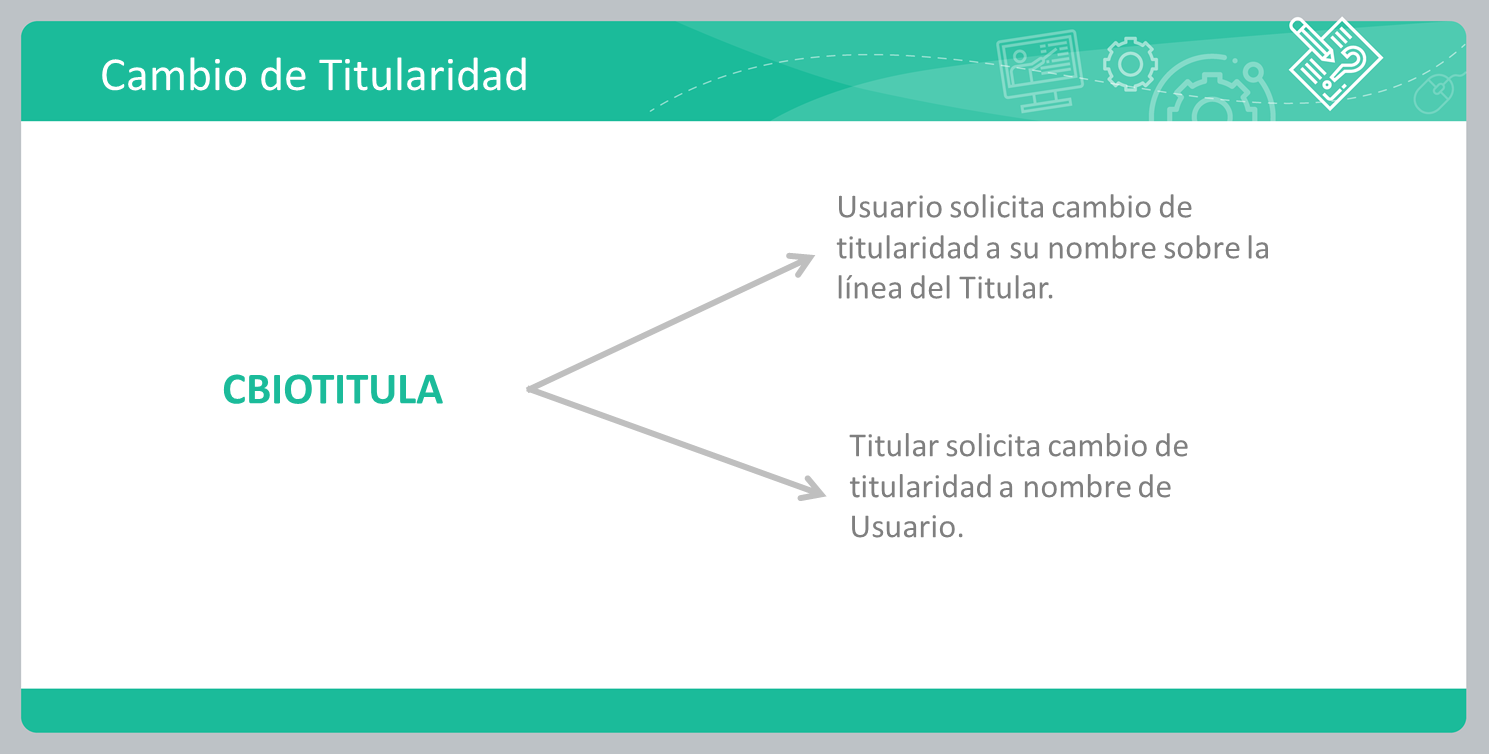 Cambio de Titularidad
Usuario solicita cambio de
titularidad a su nombre sobre la
línea del Titular.
CBIOTITULA
Titular solicita cambio de
titularidad a nombre de
Usuario.